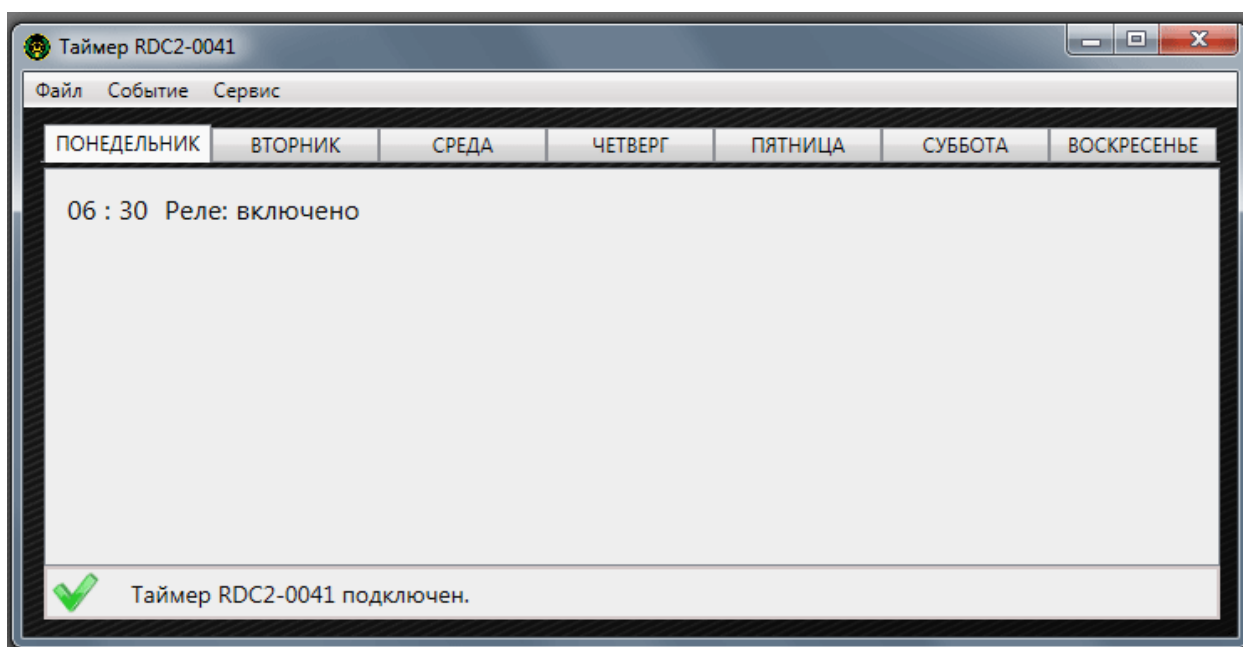 Таймер RDC2-0041
Файл Событие Сервис
ПОНЕДЕЛЬНИК ВТОРНИК СРЕДА ЧЕТВЕРГ ПЯТНИЦА СУББОТА ВОСКРЕСЕНЬЕ
06 : 30 Реле: включено
Таймер RDC2-0041 подключен.